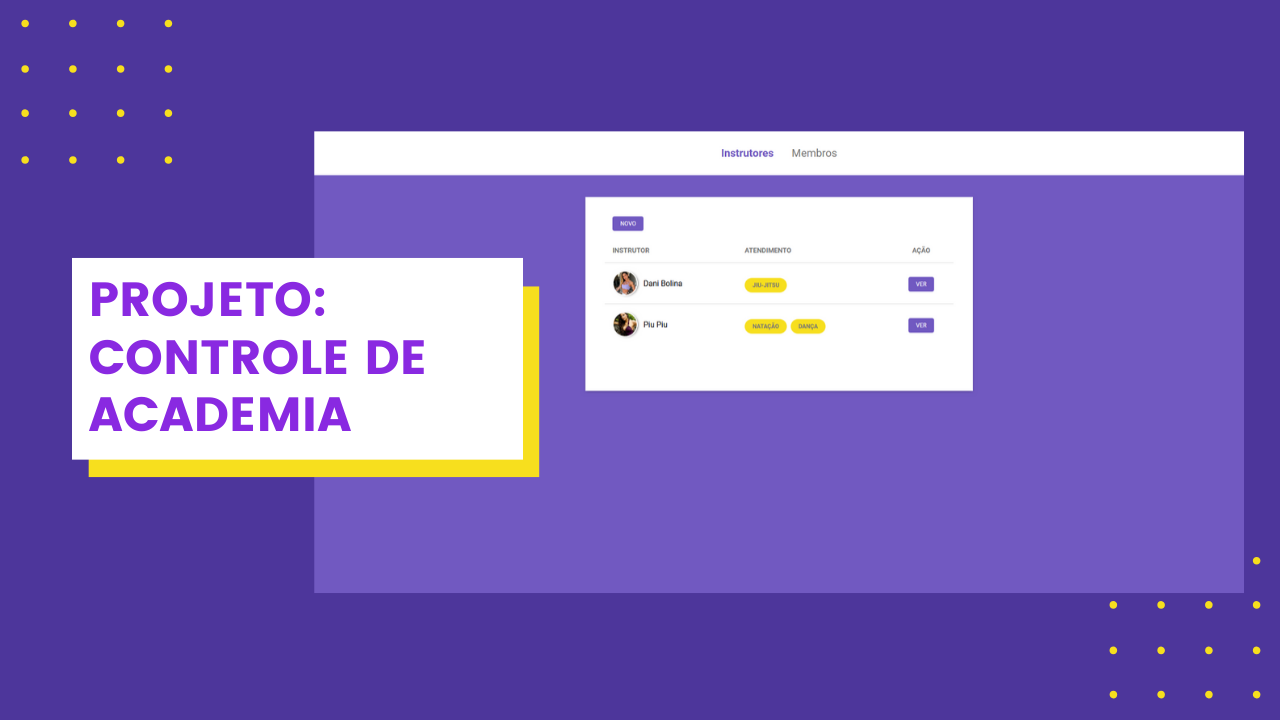 Instrutores Membros
NOVO
INSTRUTOR ATENDIMENTO AÇÃO
Dani Bolina JIU-JITSU VER
Piu Piu NATAÇÃO DANÇA VER
PROJETO:
CONTROLE DE
ACADEMIA